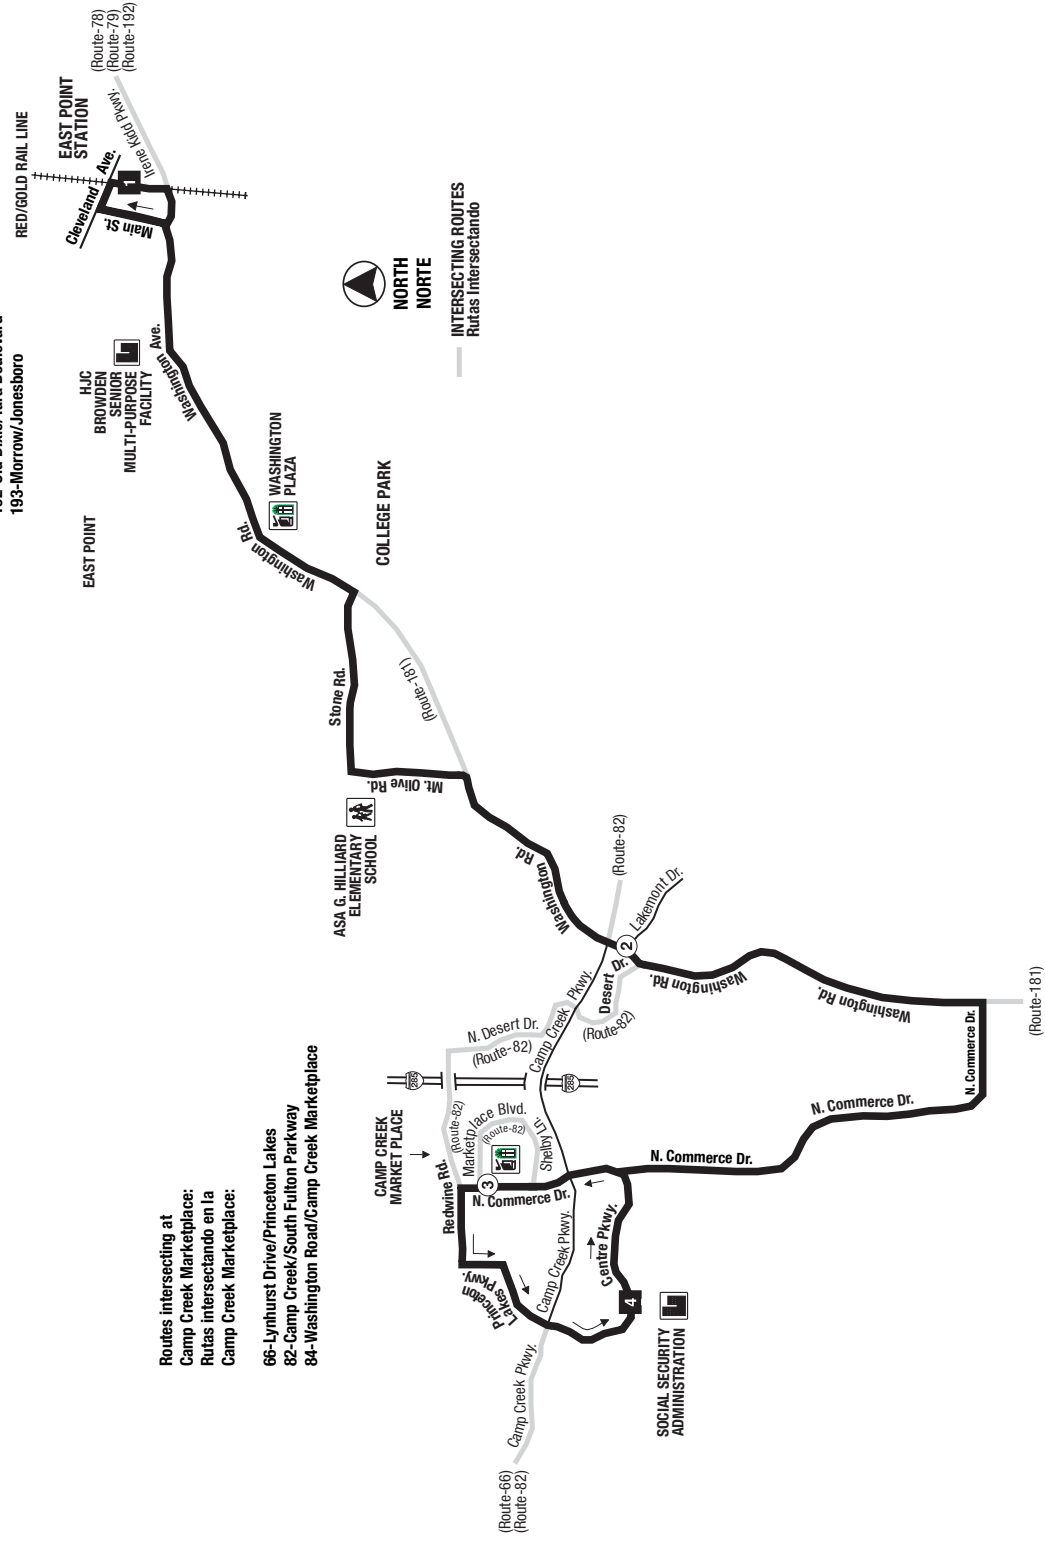 193-Morrow/Jonesboro
RED/GOLD RAIL LINE
EAST POINT
STATION
(Route-78)
(Route-79)
(Route-192)
Irene Kidd Pkwy.
Cleveland Ave.
1
Main St.
HJC
BROWDEN
SENIOR
MULTI-PURPOSE
FACILITY
Washington Ave.
EAST POINT
WASHINGTON
PLAZA
Washington Rd.
COLLEGE PARK
NORTH
NORTE
INTERSECTING ROUTES
Rutas Intersectando
Stone Rd.
(Route-181)
Mt. Olive Rd.
ASA G. HILLIARD
ELEMENTARY
SCHOOL
Washington Rd.
(Route-82)
Lakemont Dr.
2
Desert Dr.
(Route-82)
Camp Creek Pkwy.
N. Desert Dr.
(Route-82)
285
285
Washington Rd.
Washington Rd.
(Route-181)
N. Commerce Dr.
N. Commerce Dr.
N. Commerce Dr.
CAMP CREEK
MARKET PLACE
(Route-82)
Marketplace Blvd.
(Route-82)
Shelby Ln.
3
N. Commerce Dr.
Redwine Rd.
Princeton
Lakes Pkwy.
Camp Creek Pkwy.
Centre Pkwy.
4
SOCIAL SECURITY
ADMINISTRATION
Camp Creek Pkwy.
(Route-66)
(Route-82)
Routes intersecting at
Camp Creek Marketplace:
Rutas intersectando en la
Camp Creek Marketplace:
66-Lynhurst Drive/Princeton Lakes
82-Camp Creek/South Fulton Parkway
84-Washington Road/Camp Creek Marketplace